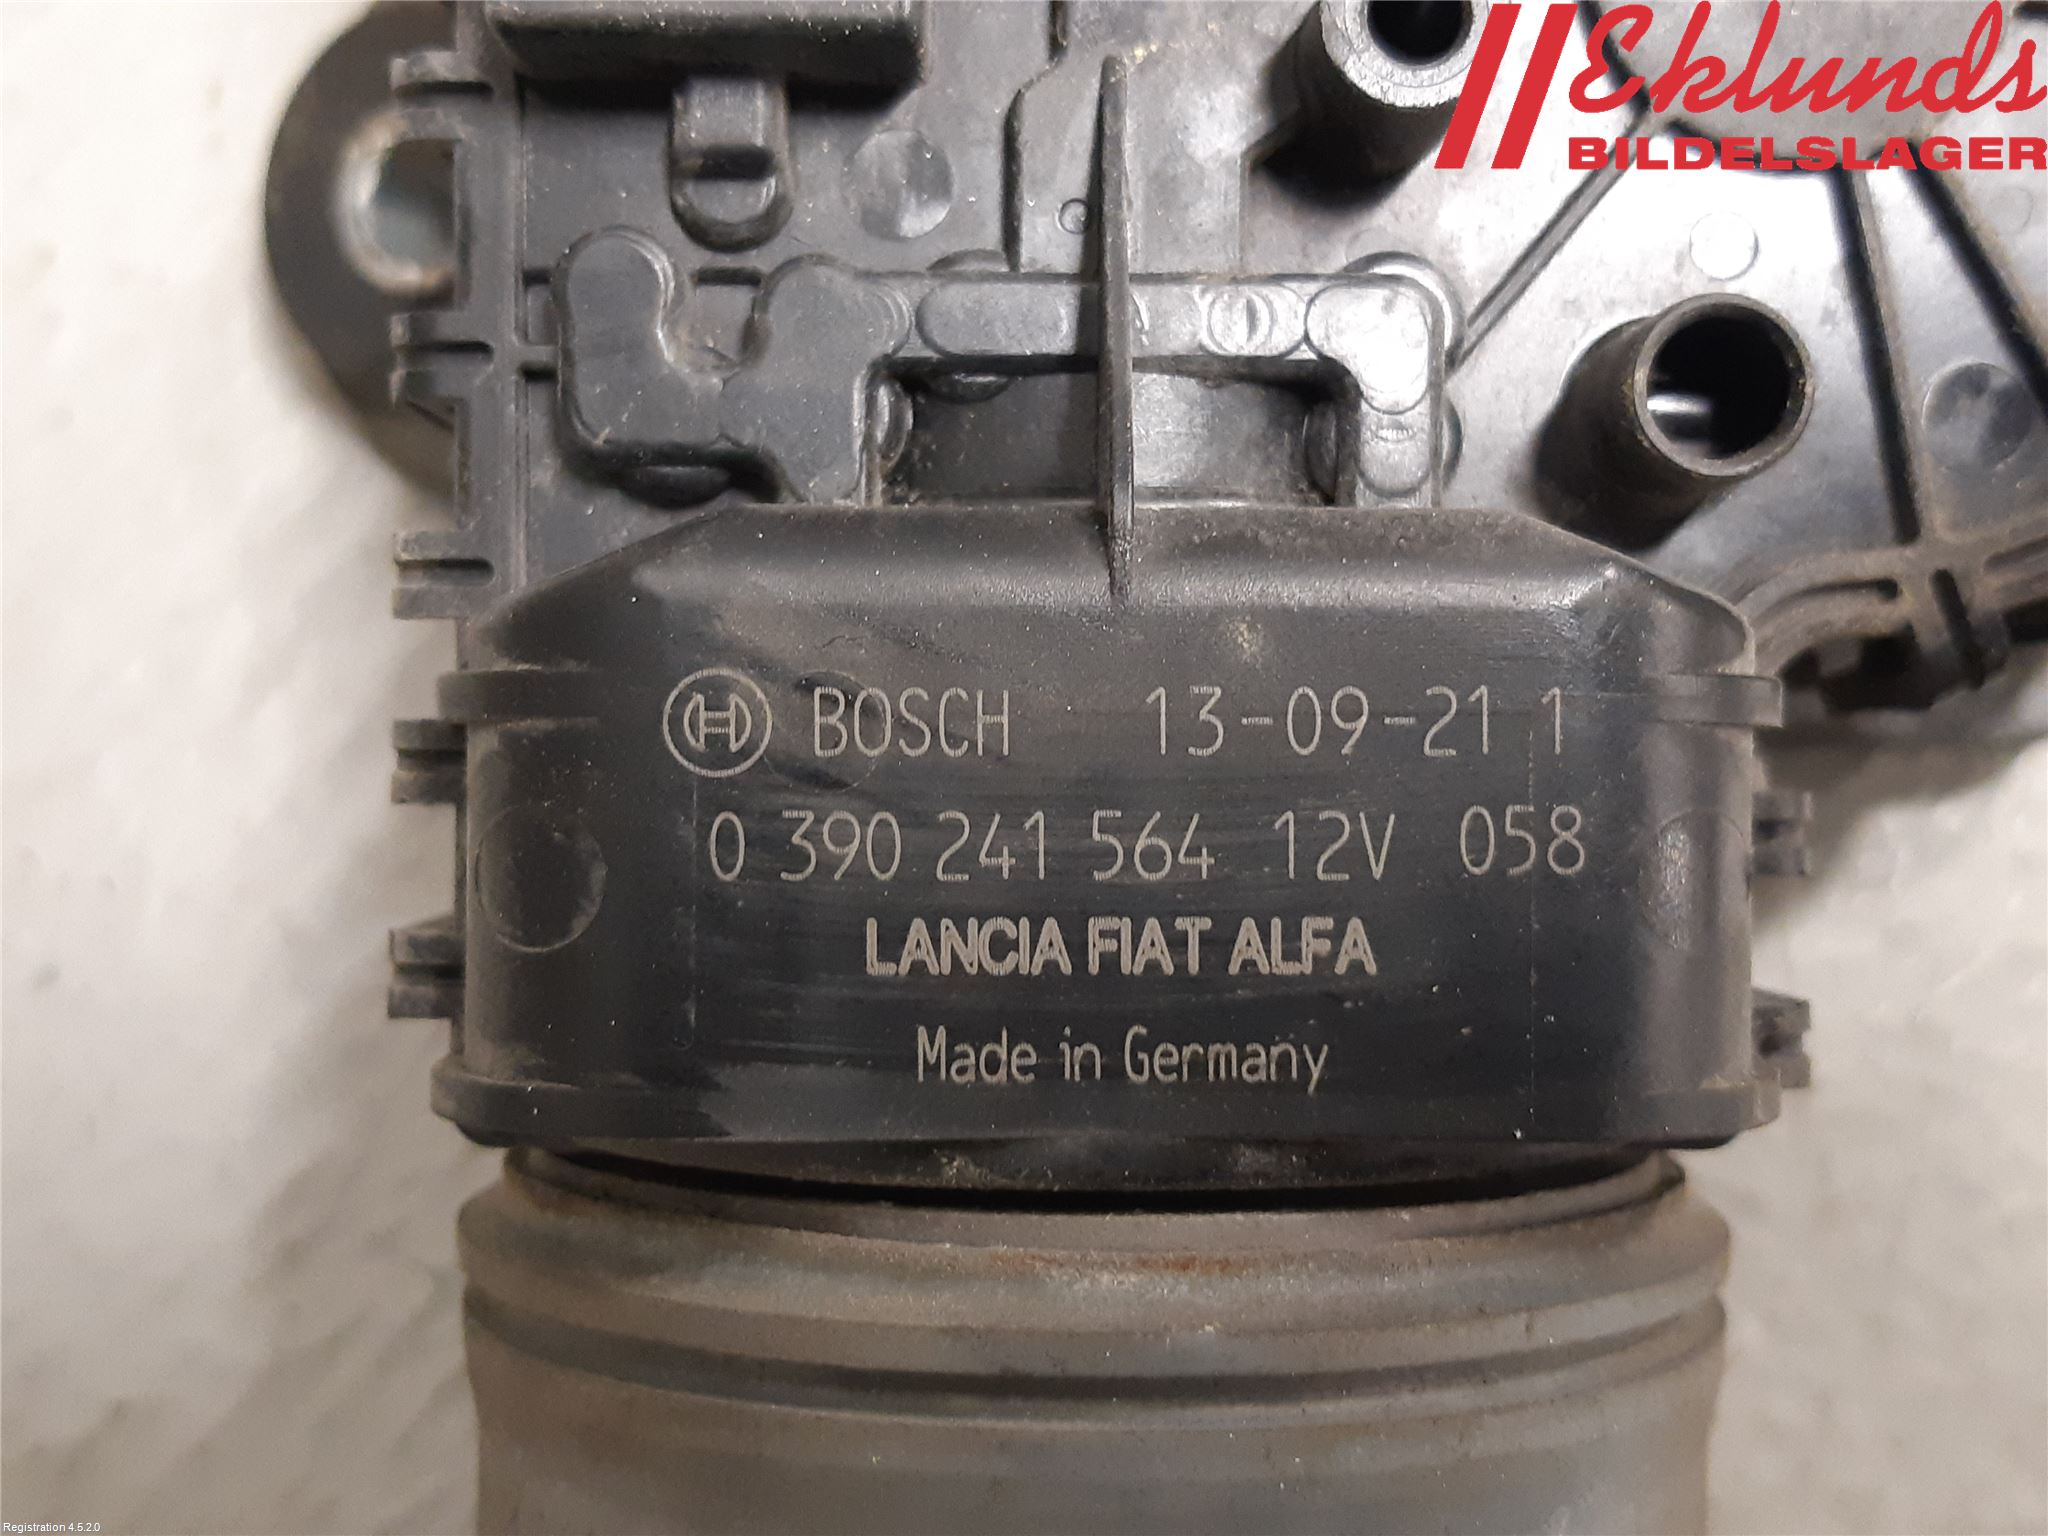 Eklunds
BILDELSLAGER
BOSCH 13-09-21 1
0 390 241 564 12V 058
LANCIA FIAT ALFA
Made in Germany
Registration 4.5.2.0